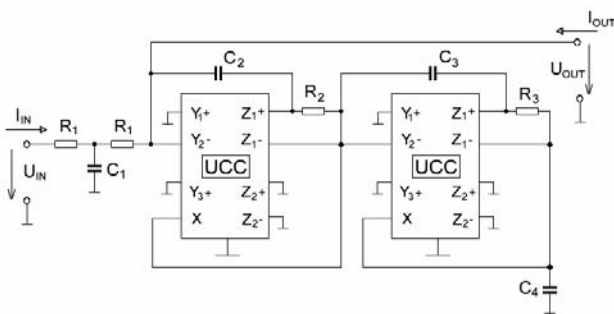 I_OUT
C₂
C₃
U_OUT
I_IN
R₁
R₁
U_IN
C₁
Y₁+
Z₁+
R₂
Y₂-
Z₁-
UCC
Y₃+
Z₂+
X
Z₂-
Y₁+
Z₁+
R₃
Y₂-
Z₁-
UCC
Y₃+
Z₂+
X
Z₂-
C₄